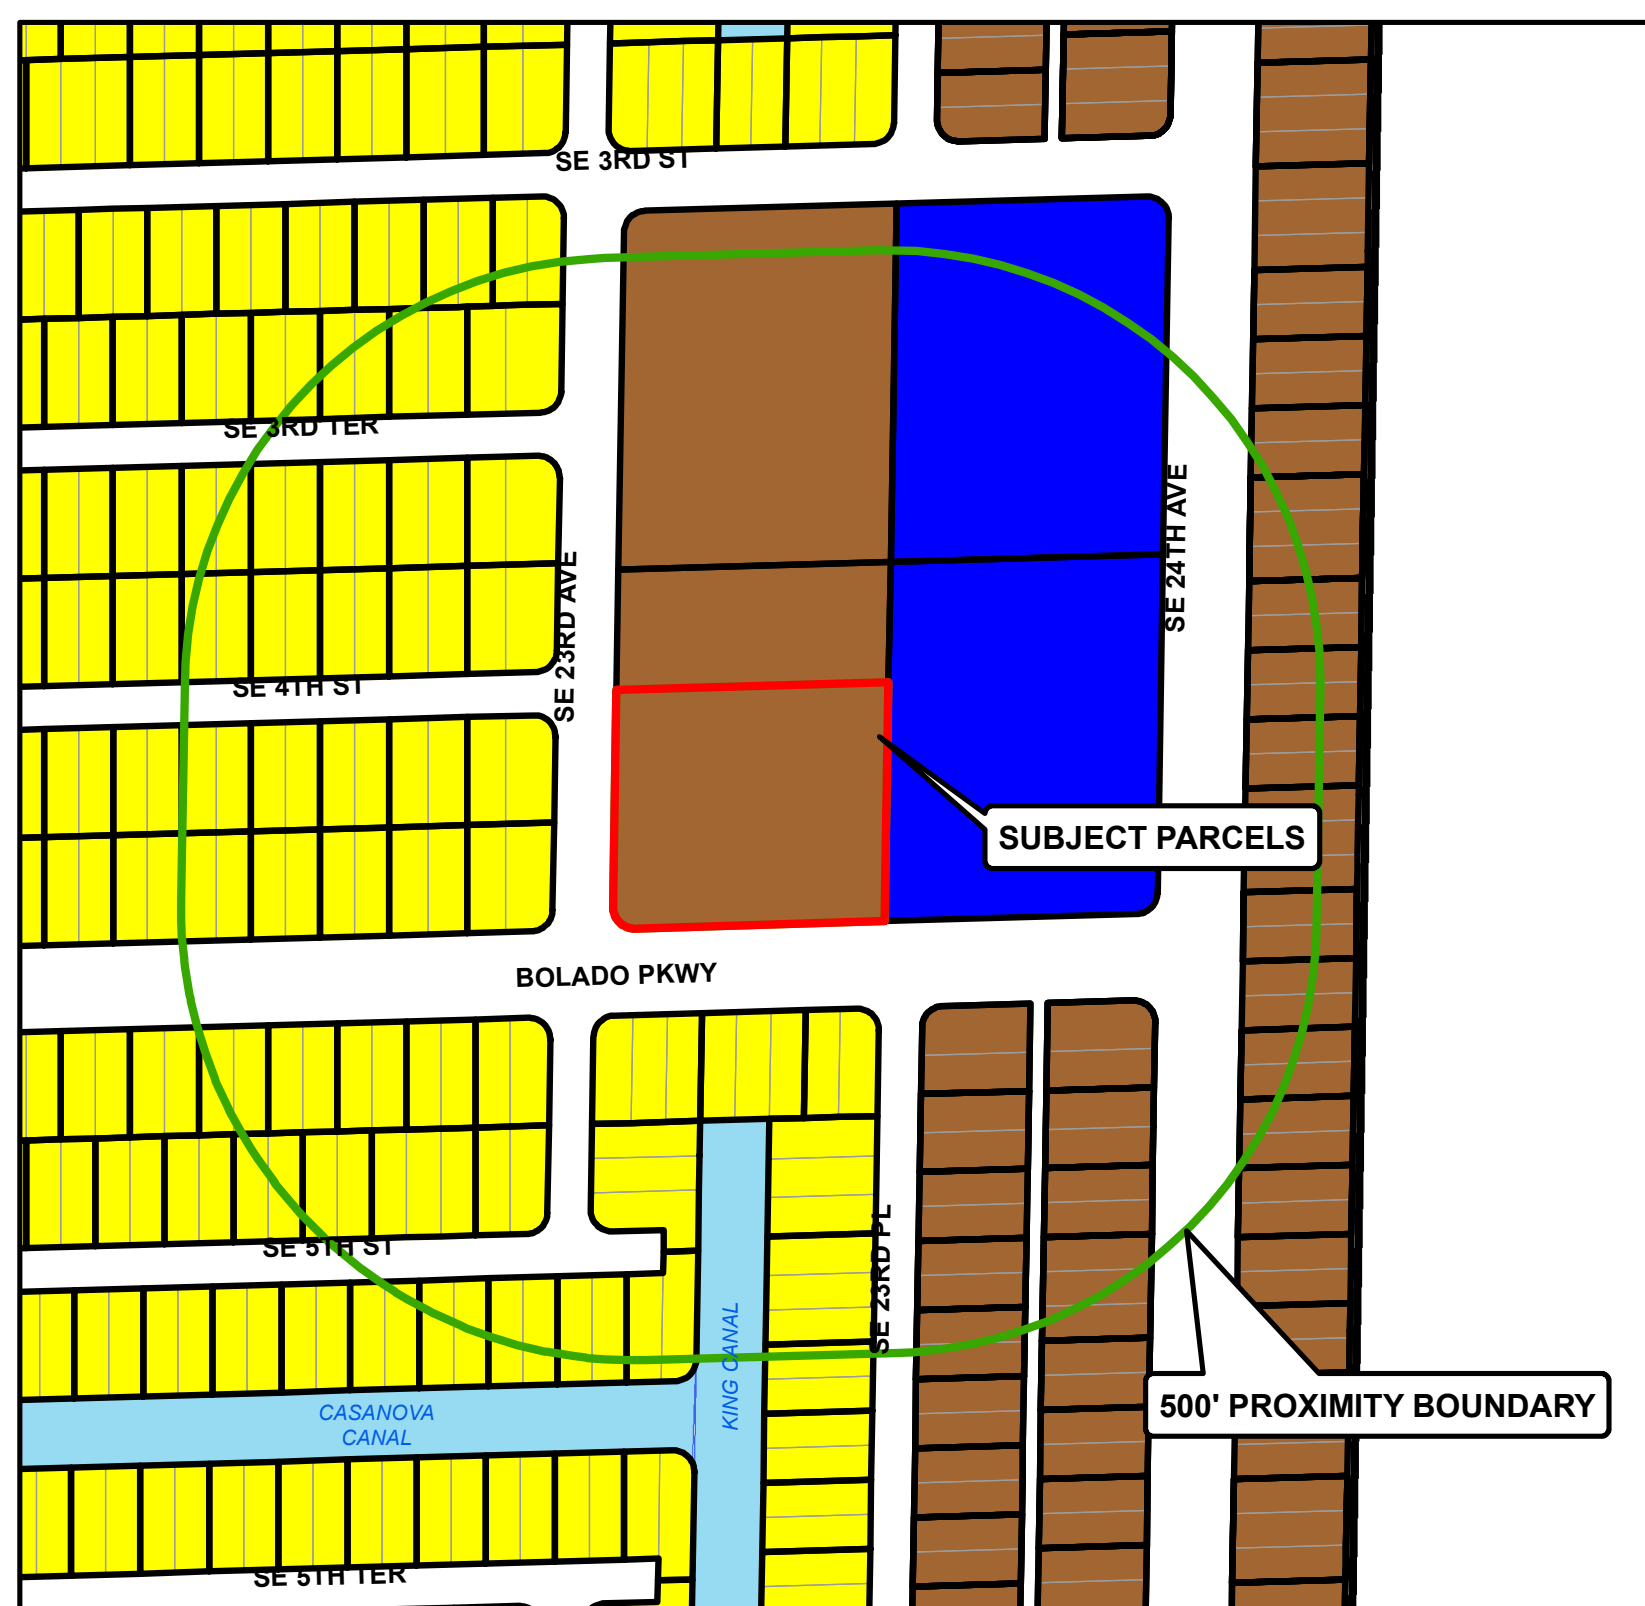 SE 3RD ST
SE 3RD TER
SE 24TH AVE
SE 23RD AVE
SE 4TH ST
SUBJECT PARCELS
BOLADO PKWY
SE 5TH ST
SE 23RD PL
KING CANAL
500' PROXIMITY BOUNDARY
CASANOVA
CANAL
SE 5TH TER